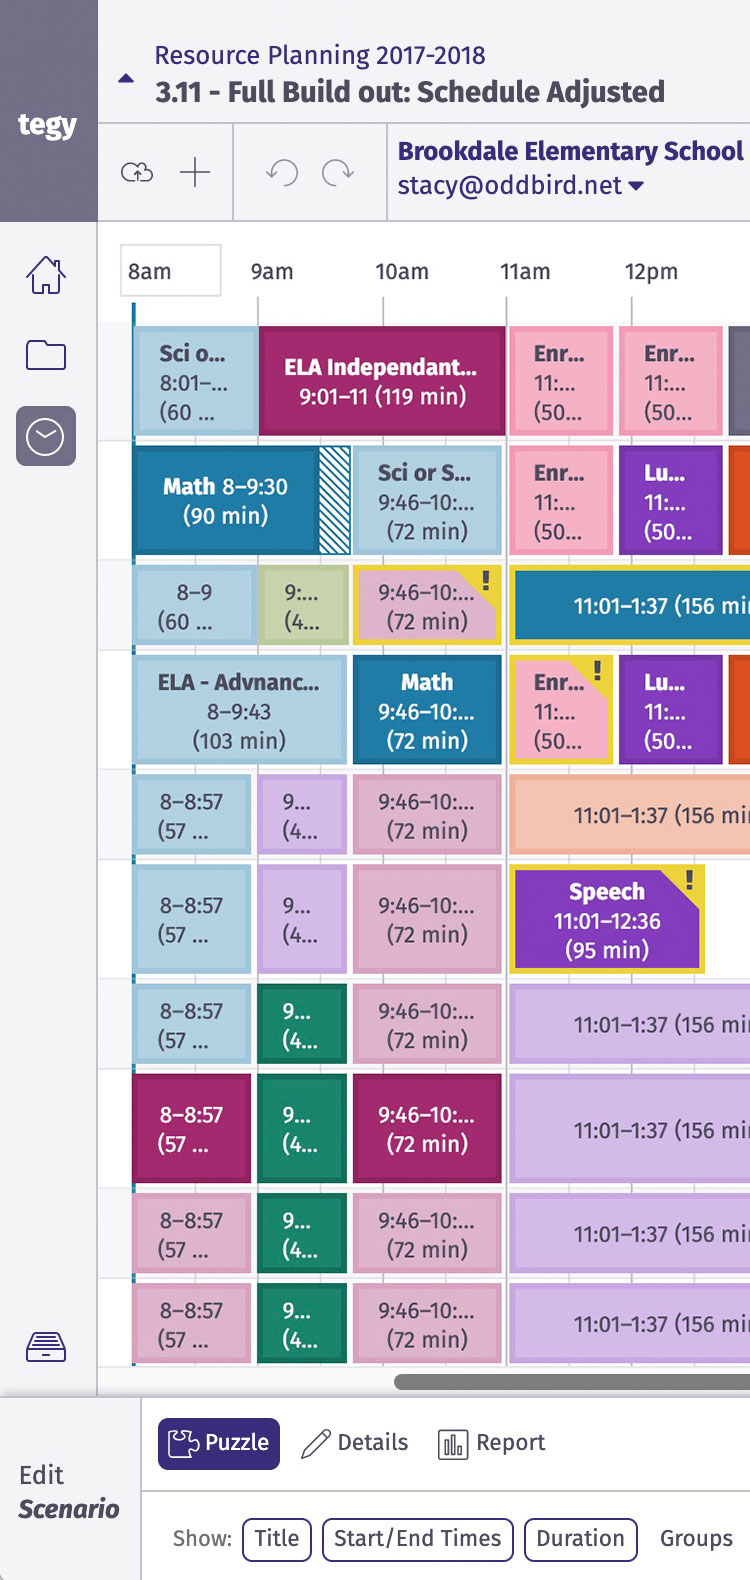 Resource Planning 2017-2018
3.11 - Full Build out: Schedule Adjusted
tegy
Brookdale Elementary School
stacy@oddbird.net
8am 9am 10am 11am 12pm
Sci o...
8:01–...
(60 ...
ELA Independant...
9:01–11 (119 min)
Enr...
11:...
(50...
Enr...
11:...
(50...
Math 8–9:30
(90 min)
Sci or S...
9:46–10:...
(72 min)
Enr...
11:...
(50...
Lu...
11:...
(50...
8–9
(60 ...
9:...
(4...
9:46–10:...
(72 min)
!
11:01–1:37 (156 mi
ELA - Advnanc...
8–9:43
(103 min)
Math
9:46–10:...
(72 min)
Enr...
11:...
(50...
!
Lu...
11:...
(50...
8–8:57
(57 ...
9...
(4...
9:46–10:...
(72 min)
11:01–1:37 (156 mi
8–8:57
(57 ...
9...
(4...
9:46–10:...
(72 min)
Speech
11:01–12:36
(95 min)
!
8–8:57
(57 ...
9...
(4...
9:46–10:...
(72 min)
11:01–1:37 (156 mi
8–8:57
(57 ...
9...
(4...
9:46–10:...
(72 min)
11:01–1:37 (156 mi
8–8:57
(57 ...
9...
(4...
9:46–10:...
(72 min)
11:01–1:37 (156 mi
8–8:57
(57 ...
9...
(4...
9:46–10:...
(72 min)
11:01–1:37 (156 mi
Edit
Scenario
Puzzle Details Report
Show: Title Start/End Times Duration Groups